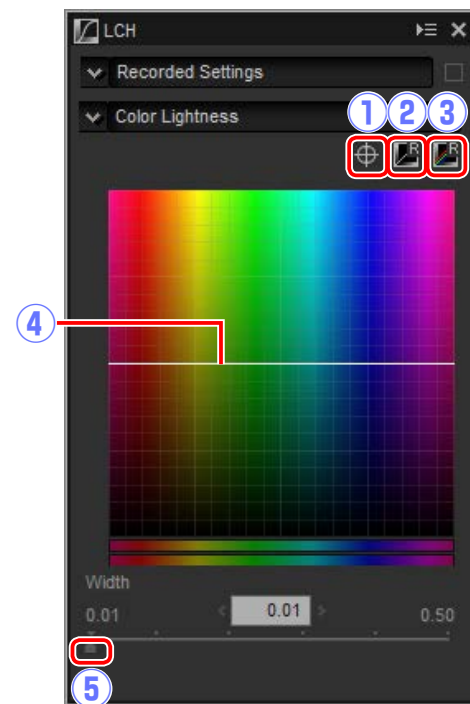 LCH
Recorded Settings
Color Lightness
1 2 3
R R
4
Width
0.01 0.01 0.50
5